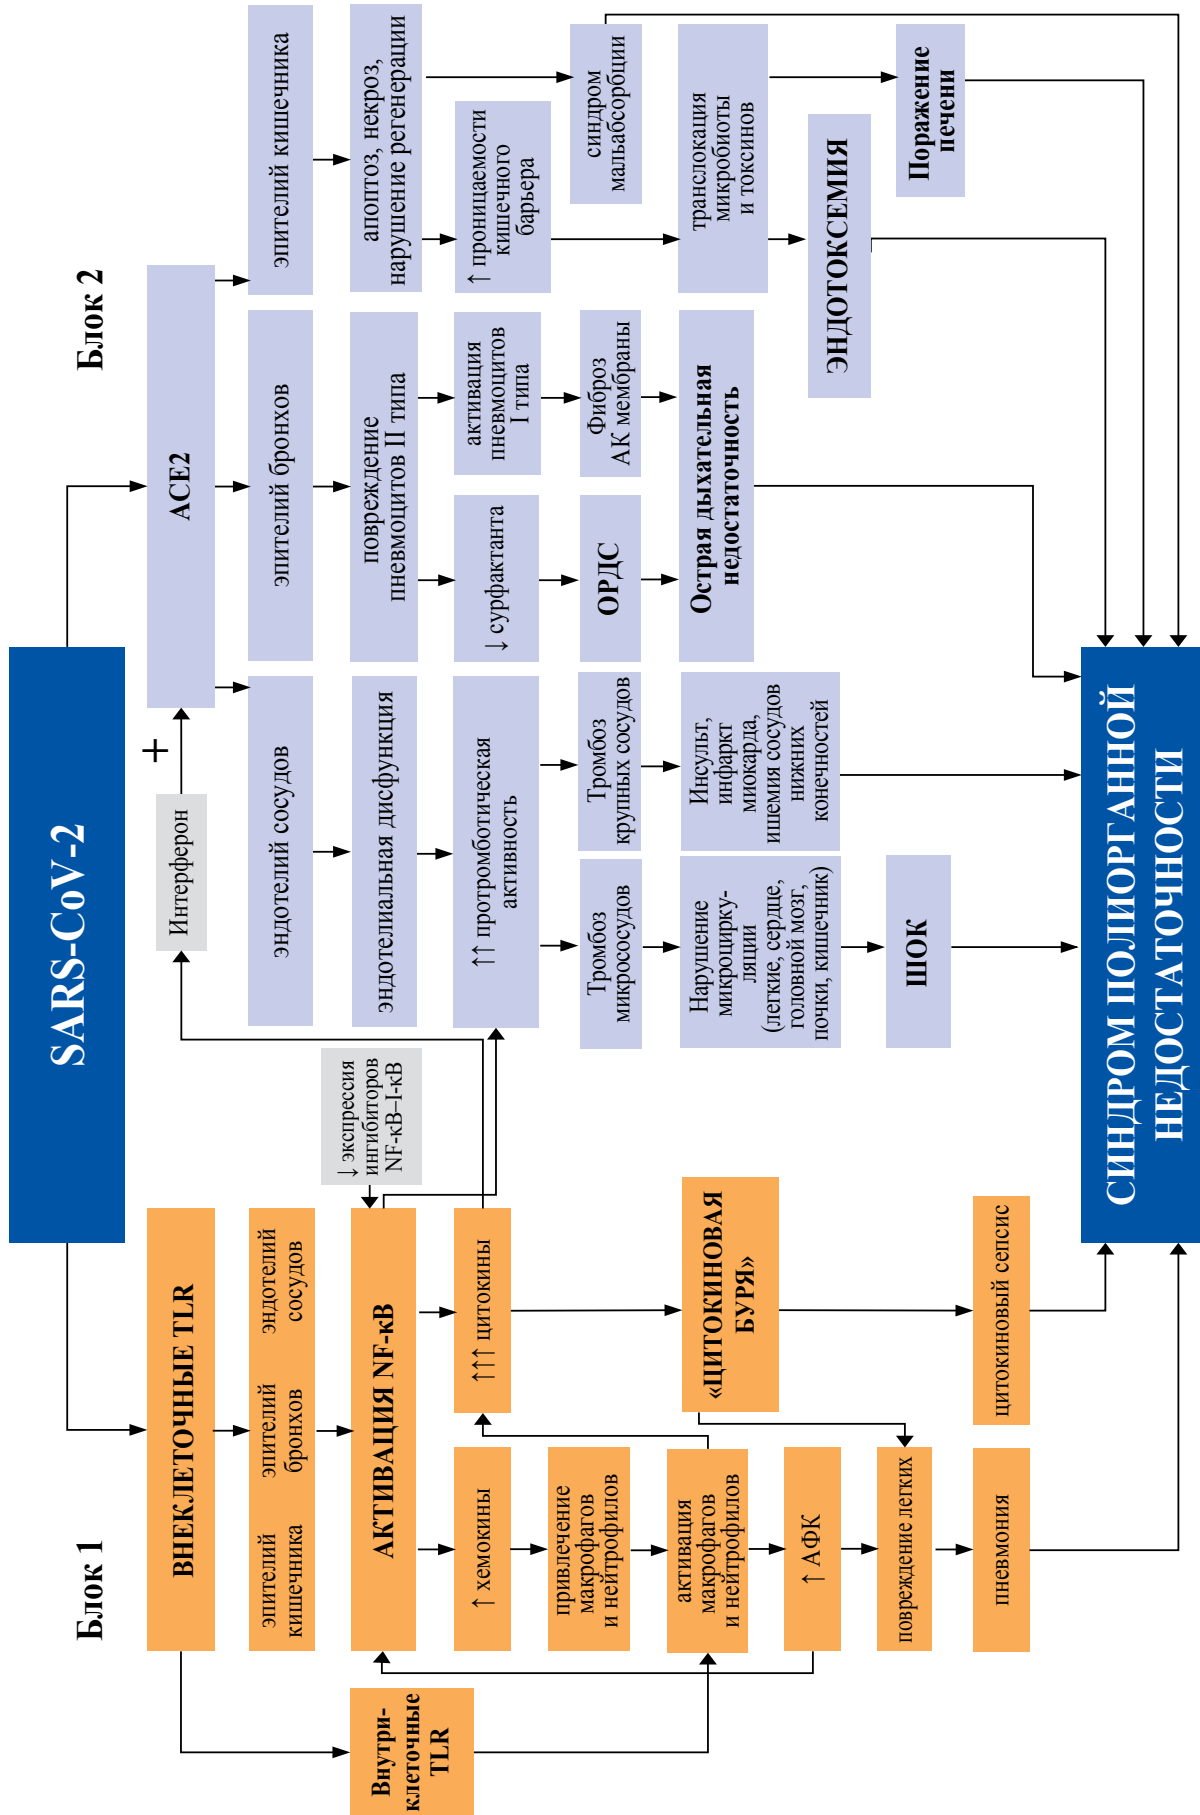 SARS-CoV-2
Блок 1
Блок 2
ВНЕКЛЕТОЧНЫЕ TLR
Интерферон
+
ACE2
эпителий
кишечника
эпителий
бронхов
эндотелий
сосудов
эндотелий сосудов
эпителий бронхов
эпителий кишечника
Внутри-
клеточные
TLR
АКТИВАЦИЯ NF-кВ
↓ экспрессия
ингибиторов
NF-кВ–I-кВ
эндотелиальная дисфункция
повреждение
пневмоцитов II типа
апоптоз, некроз,
нарушение регенерации
↑ хемокины
↑↑↑ цитокины
↑↑ протромботическая
активность
↓ сурфактанта
активация
пневмоцитов
I типа
↑ проницаемости
кишечного
барьера
привлечение
макрофагов
и нейтрофилов
Тромбоз
микрососудов
Тромбоз
крупных сосудов
ОРДС
Фиброз
АК мембраны
синдром
мальабсорбции
активация
макрофагов
и нейтрофилов
«ЦИТОКИНОВАЯ
БУРЯ»
Нарушение
микроцирку-
ляции
(легкие, сердце,
головной мозг,
почки, кишечник)
Инсульт,
инфаркт
миокарда,
ишемия сосудов
нижних
конечностей
Острая дыхательная
недостаточность
транслокация
микробиоты
и токсинов
↑ АФК
ЭНДОТОКСЕМИЯ
повреждение легких
ШОК
Поражение
печени
пневмония
цитокиновый сепсис
СИНДРОМ ПОЛИОРГАННОЙ
НЕДОСТАТОЧНОСТИ